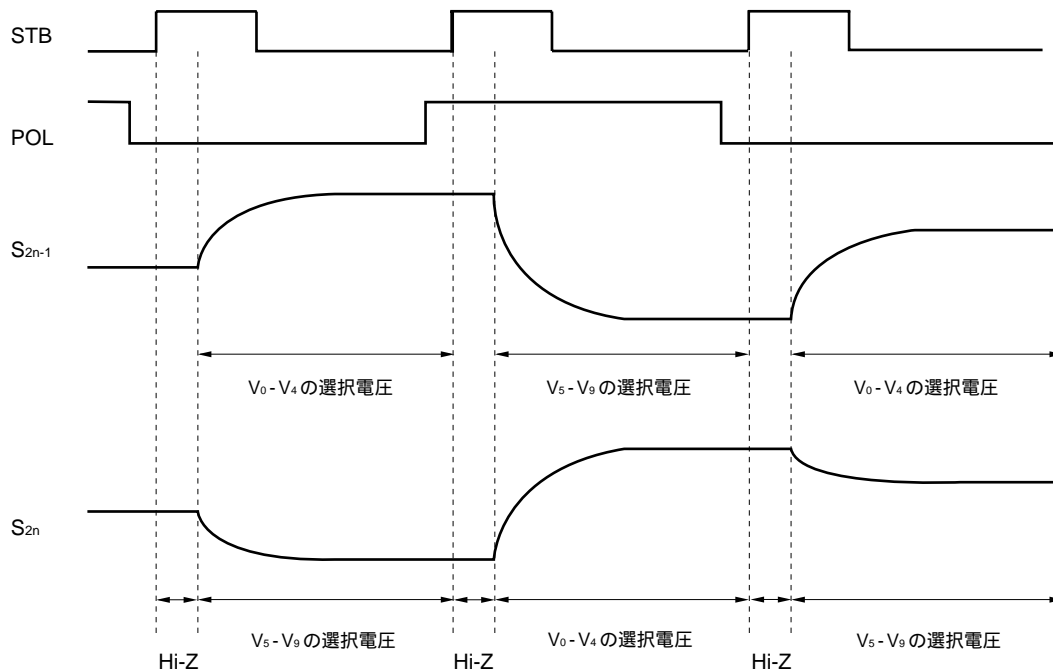 STB
POL
S2n-1
V0 - V4 の選択電圧 V5 - V9 の選択電圧 V0 - V4 の選択電圧
S2n
V5 - V9 の選択電圧 V0 - V4 の選択電圧 V5 - V9 の選択電圧
Hi-Z Hi-Z Hi-Z